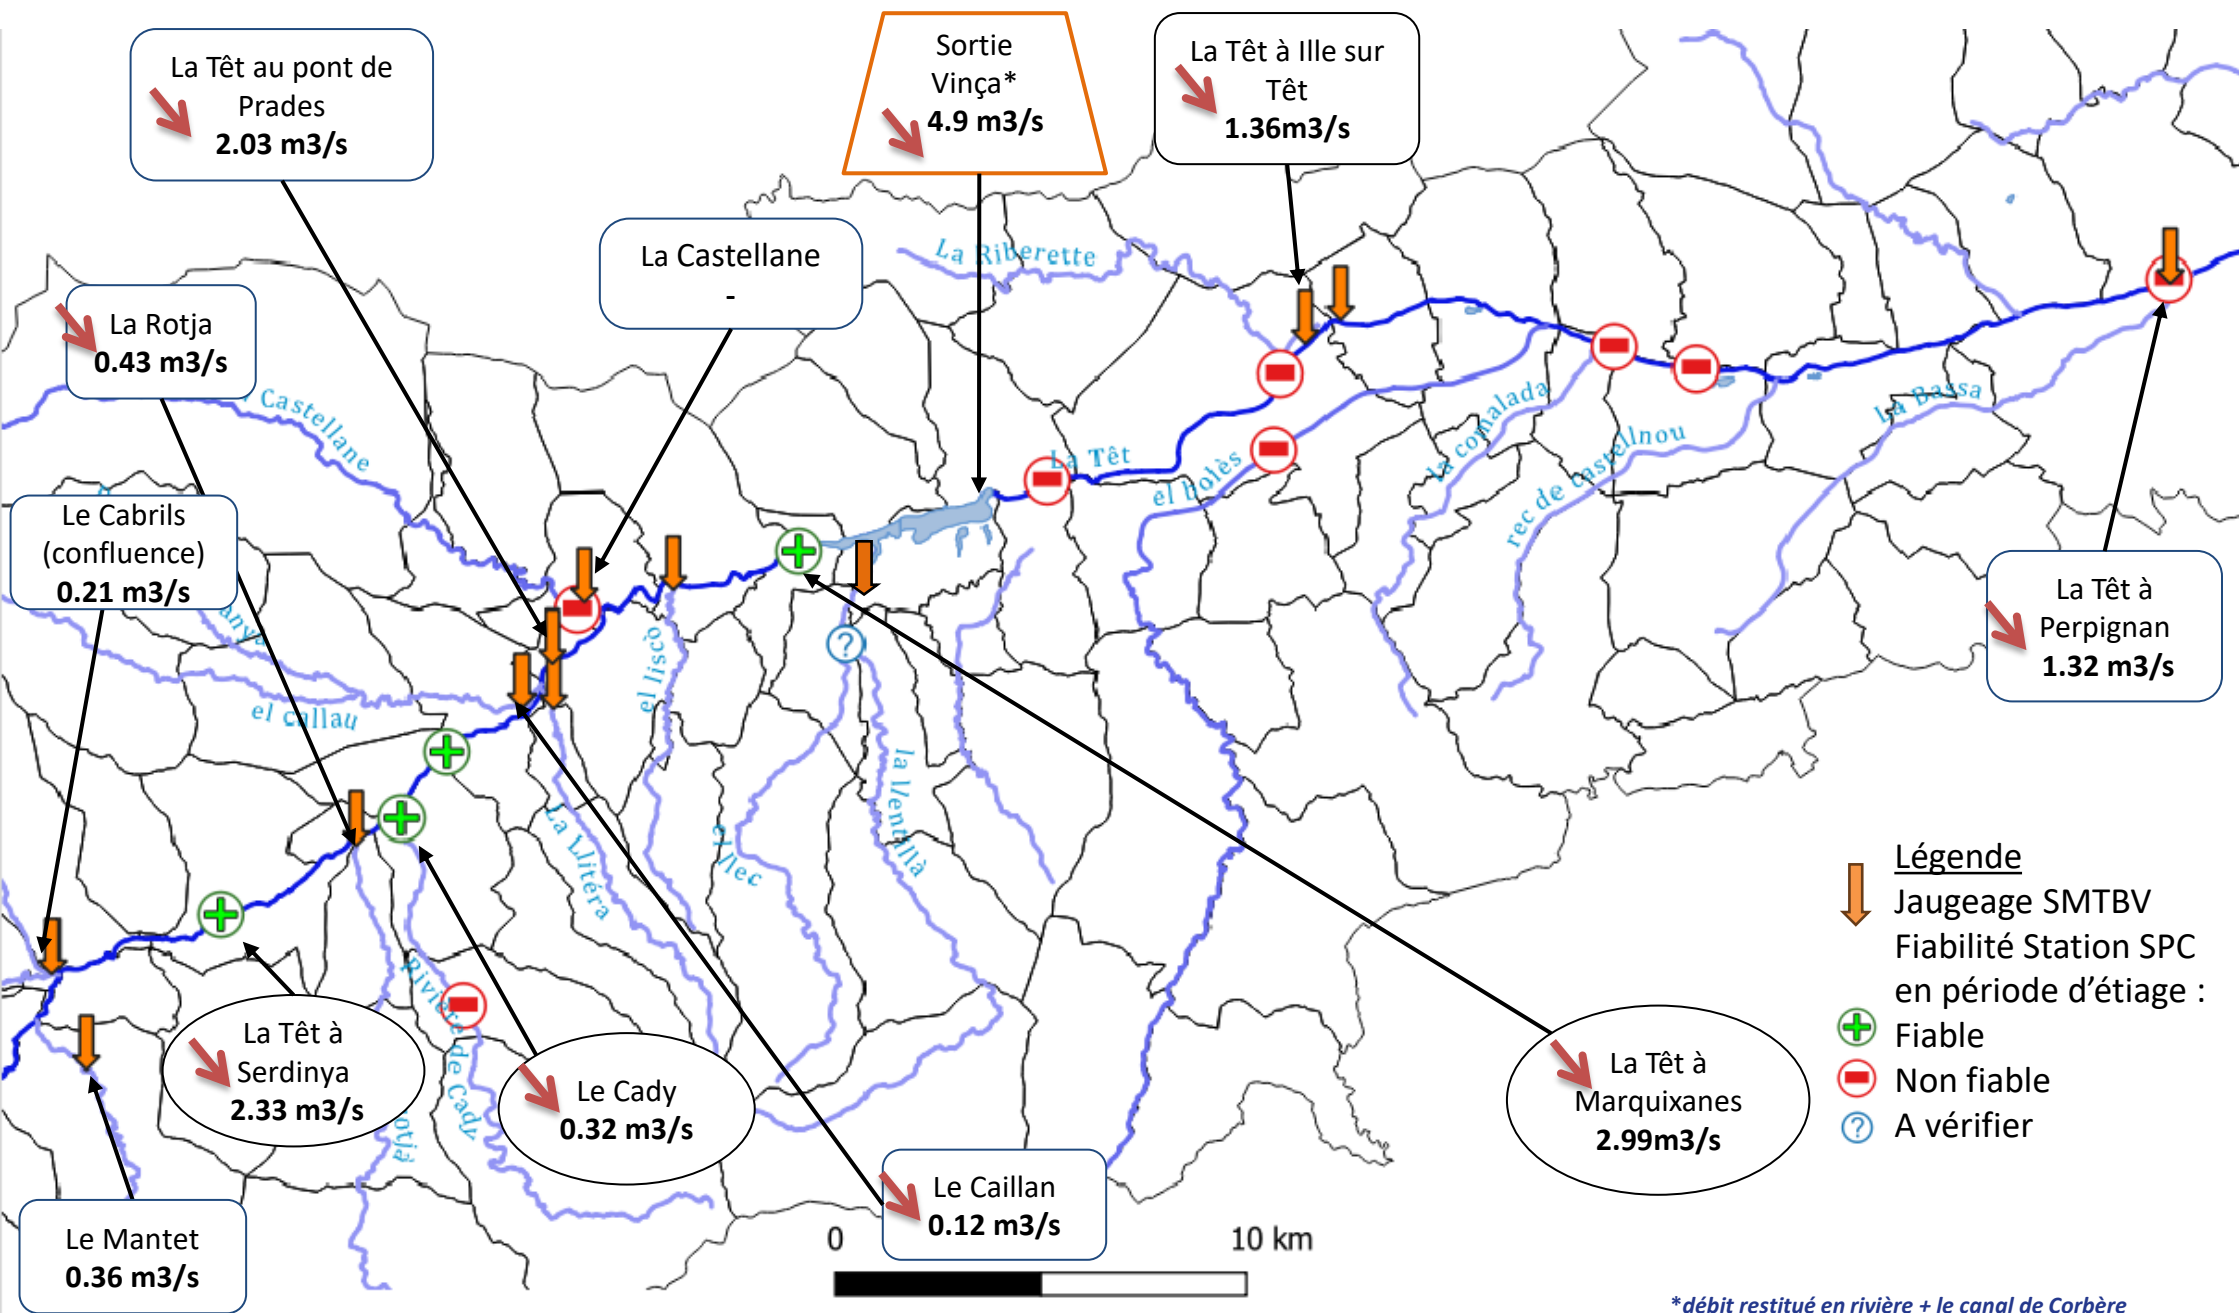 La Têt au pont de
Prades
2.03 m3/s
Sortie
Vinça*
4.9 m3/s
La Têt à Ille sur
Têt
1.36m3/s
La Castellane
-
La Riberette
La Rotja
0.43 m3/s
Castellane
Le Cabrils
(confluence)
0.21 m3/s
el callau
el liscò
La Têt
el bolès
la comalada
rec de castellnou
La Bassa
La Têt à
Perpignan
1.32 m3/s
La Llitéra
el llec
la llentillà
Rivière de Cady
La Têt à
Serdinya
2.33 m3/s
Le Cady
0.32 m3/s
La Têt à
Marquixanes
2.99m3/s
Le Caillan
0.12 m3/s
Le Mantet
0.36 m3/s
Légende
Jaugeage SMTBV
Fiabilité Station SPC
en période d’étiage :
Fiable
Non fiable
A vérifier
0 10 km
*débit restitué en rivière + le canal de Corbère